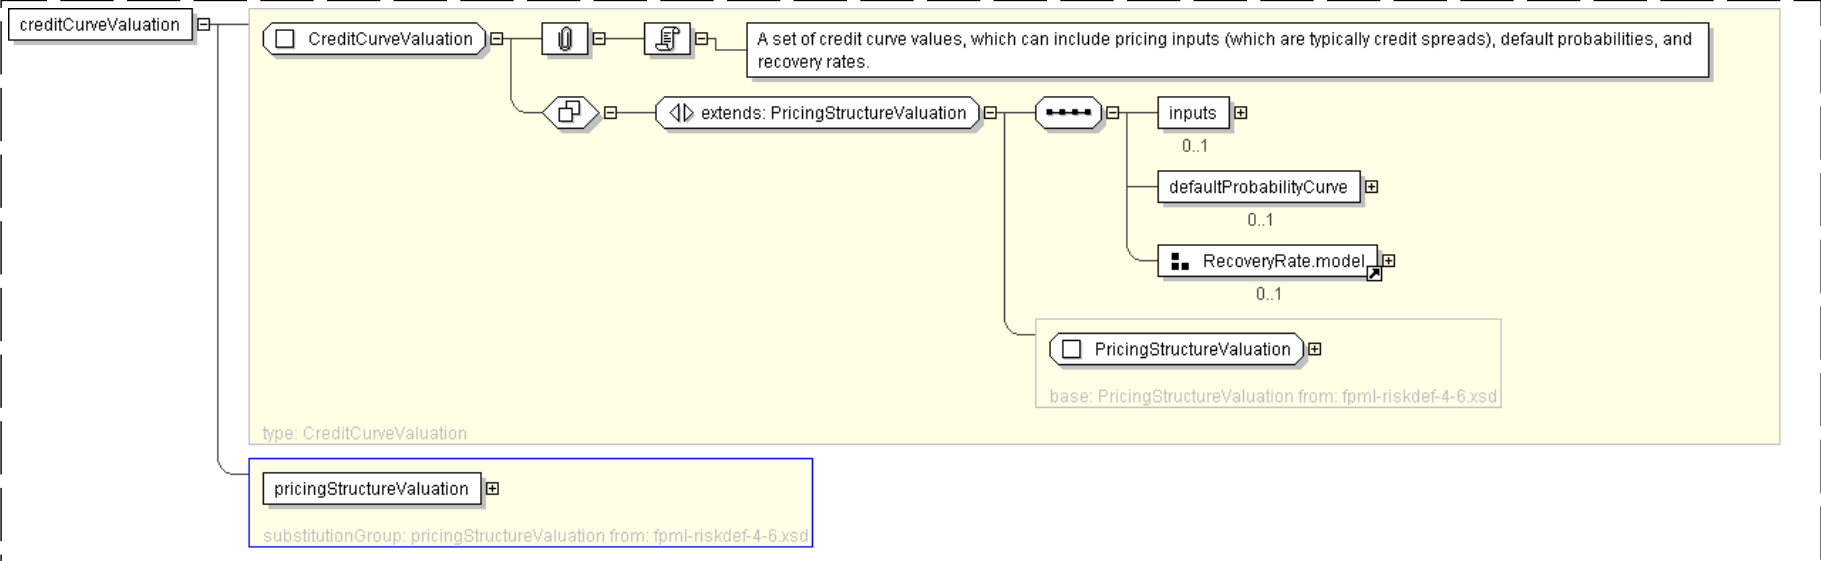 creditCurveValuation
CreditCurveValuation
A set of credit curve values, which can include pricing inputs (which are typically credit spreads), default probabilities, and
recovery rates.
extends: PricingStructureValuation
inputs
0..1
defaultProbabilityCurve
0..1
RecoveryRate.model
0..1
PricingStructureValuation
base: PricingStructureValuation from: fpml-riskdef-4-6.xsd
type: CreditCurveValuation
pricingStructureValuation
substitutionGroup: pricingStructureValuation from: fpml-riskdef-4-6.xsd